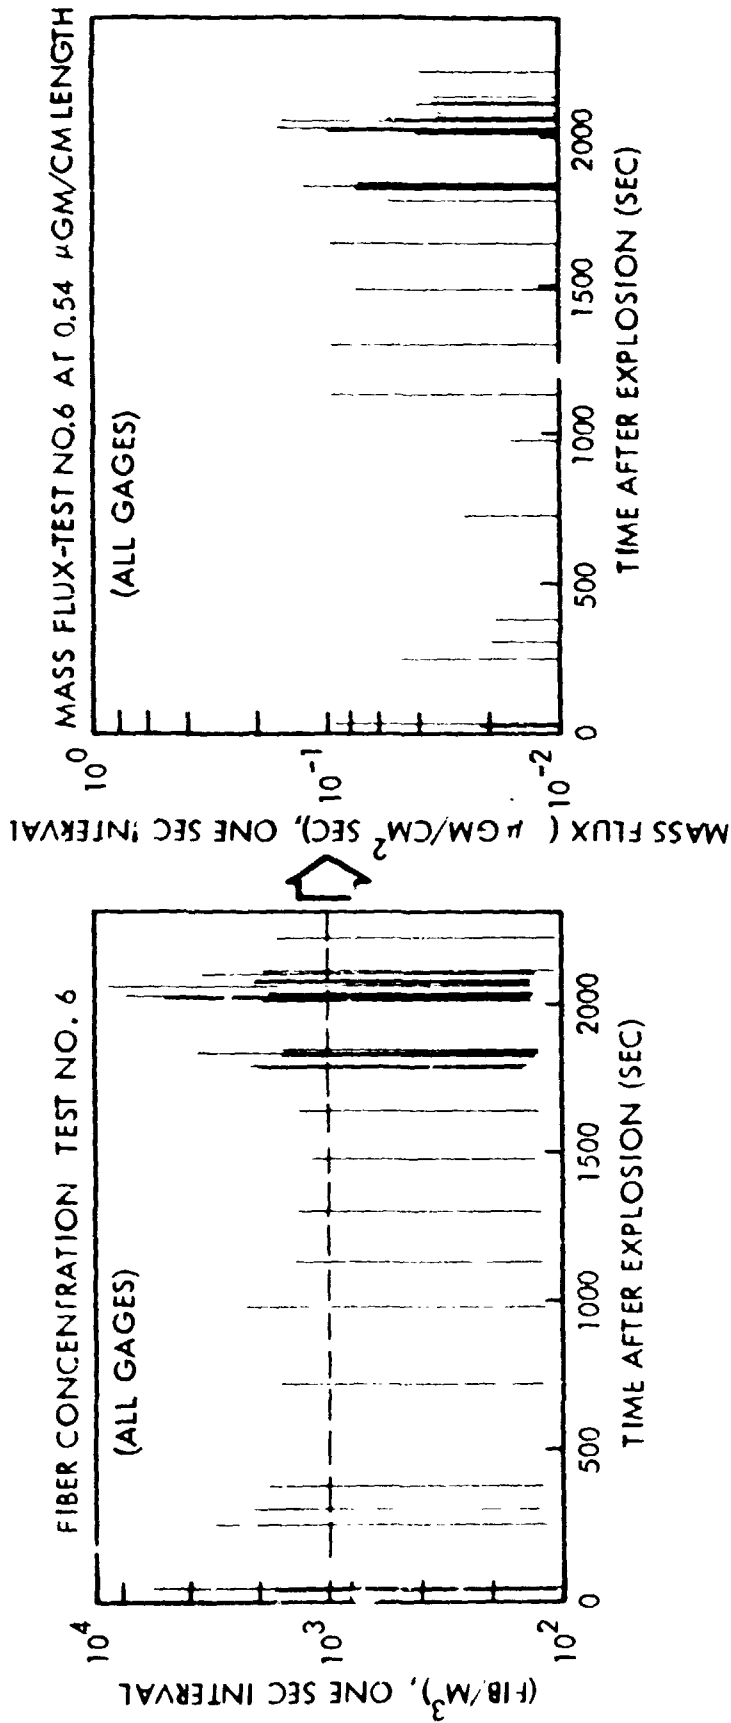 FIBER CONCENTRATION TEST NO. 6
(ALL GAGES)
(FIB/M³), ONE SEC INTERVAL
10⁴
10³
10²
0
500
1000
1500
2000
TIME AFTER EXPLOSION (SEC)
MASS FLUX-TEST NO.6 AT 0.54 μGM/CM LENGTH
(ALL GAGES)
MASS FLUX ( μGM/CM² SEC), ONE SEC INTERVAL
10⁰
10⁻¹
10⁻²
0
500
1000
1500
2000
TIME AFTER EXPLOSION (SEC)